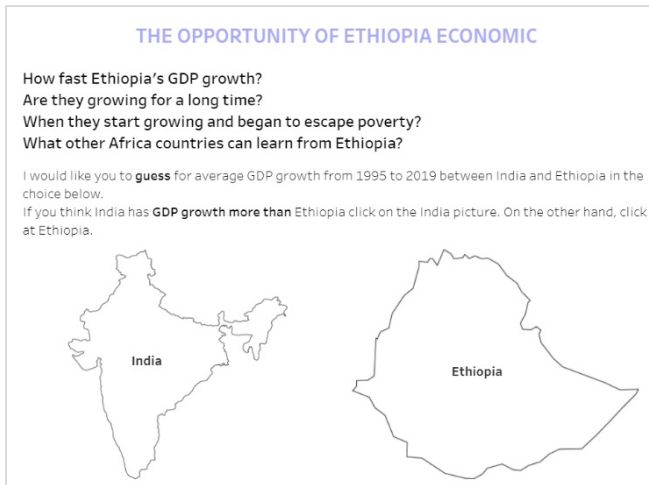 THE OPPORTUNITY OF ETHIOPIA ECONOMIC
How fast Ethiopia's GDP growth?
Are they growing for a long time?
When they start growing and began to escape poverty?
What other Africa countries can learn from Ethiopia?
I would like you to guess for average GDP growth from 1995 to 2019 between India and Ethiopia in the
choice below.
If you think India has GDP growth more than Ethiopia click on the India picture. On the other hand, click
at Ethiopia.
India
Ethiopia